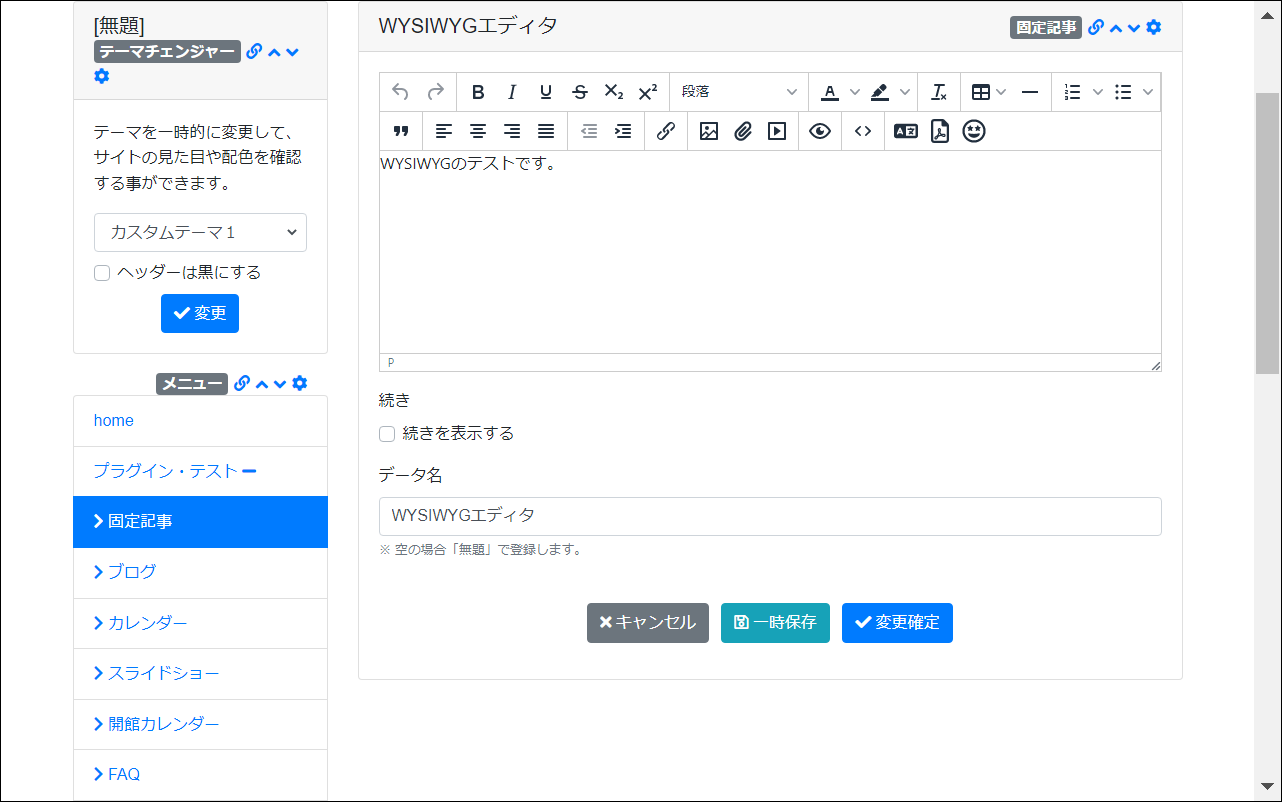 [無題]
テーマチェンジャー
テーマを一時的に変更して、
サイトの見た目や配色を確認
する事ができます。
カスタムテーマ１
ヘッダーは黒にする
変更
メニュー
home
プラグイン・テスト
固定記事
ブログ
カレンダー
スライドショー
開館カレンダー
FAQ
WYSIWYGエディタ
固定記事
B I U S X₂ X² 段落 A
WYSIWYGのテストです。
P
続き
続きを表示する
データ名
WYSIWYGエディタ
※ 空の場合「無題」で登録します。
キャンセル 一時保存 変更確定